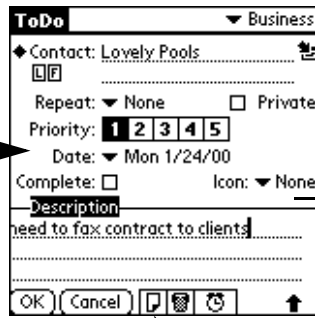 ToDo Business
Contact: Lovely Pools
L F
Repeat: None Private
Priority: 1 2 3 4 5
Date: Mon 1/24/00
Complete: Icon: None
Description
need to fax contract to clients
OK Cancel